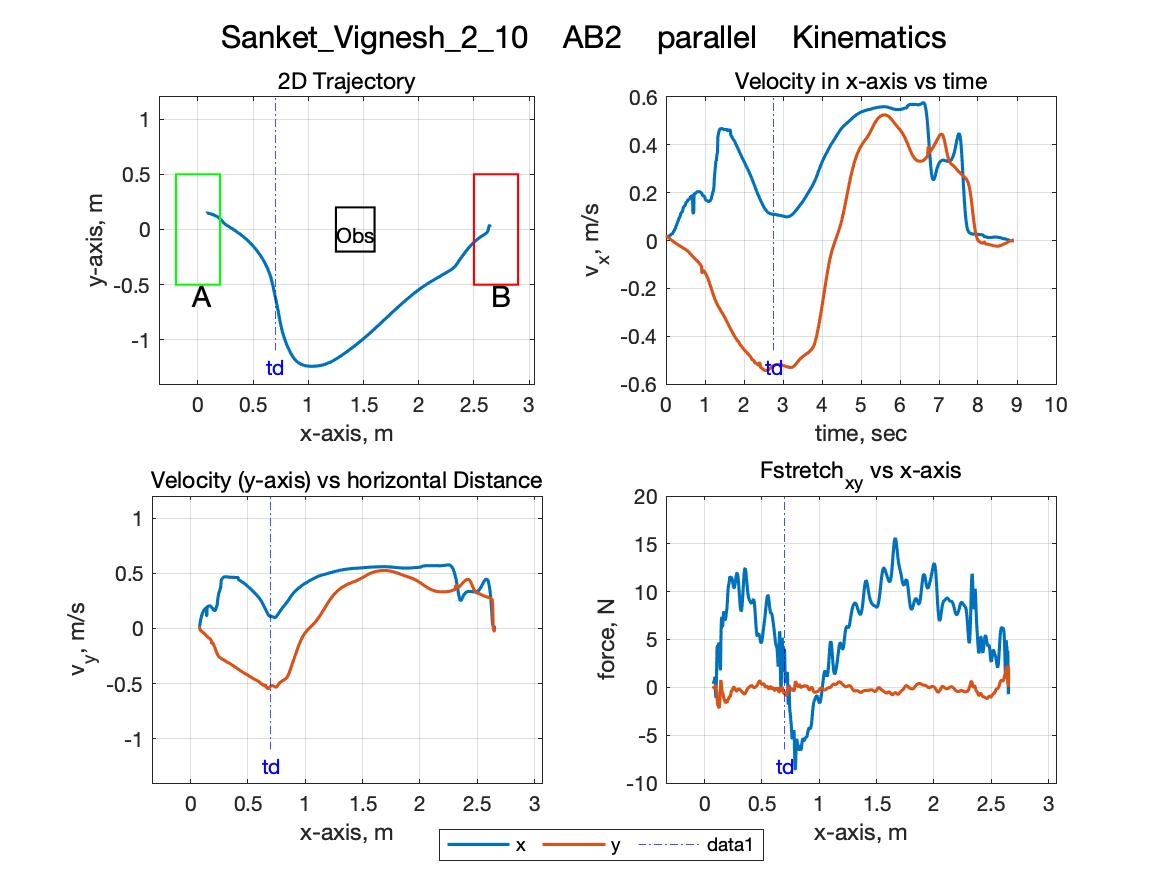 Sanket_Vignesh_2_10 AB2 parallel Kinematics
2D Trajectory
1
0.5
0
-0.5
-1
y-axis, m
Obs
A
B
td
0 0.5 1 1.5 2 2.5 3
x-axis, m
Velocity in x-axis vs time
0.6
0.4
0.2
0
-0.2
-0.4
-0.6
vx, m/s
td
0 1 2 3 4 5 6 7 8 9 10
time, sec
Velocity (y-axis) vs horizontal Distance
1
0.5
0
-0.5
-1
vy, m/s
td
0 0.5 1 1.5 2 2.5 3
x-axis, m
Fstretchxy vs x-axis
20
15
10
5
0
-5
-10
force, N
td
0 0.5 1 1.5 2 2.5 3
x-axis, m
x y data1